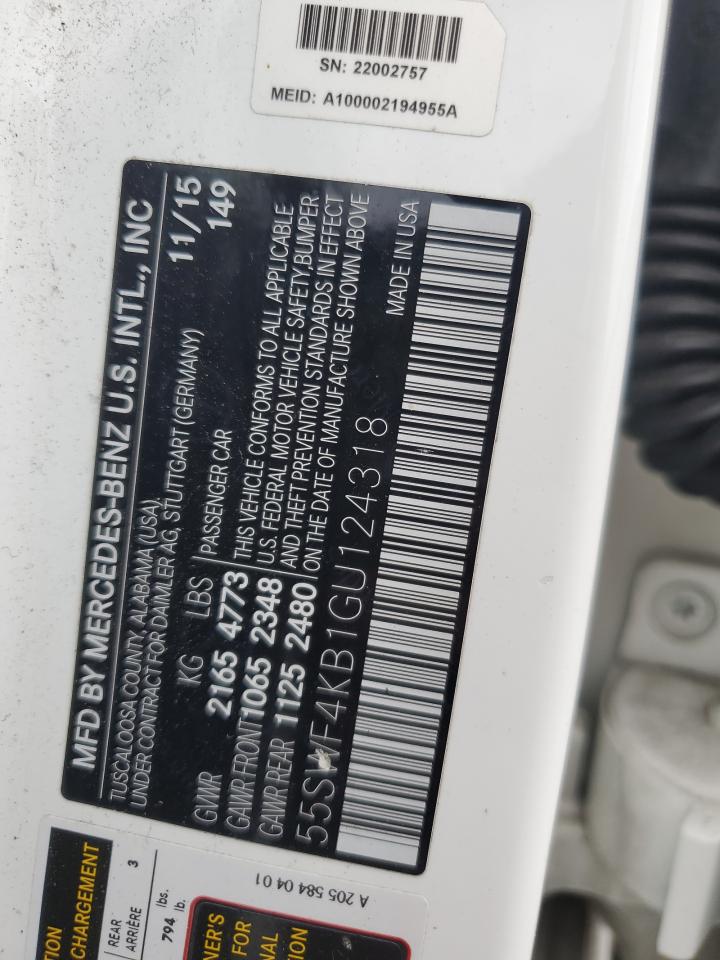 SN: 22002757
MEID: A100002194955A
MFD BY MERCEDES-BENZ U.S. INTL., INC
TUSCALOOSA COUNTY, ALABAMA (USA)
UNDER CONTRACT FOR DAIMLER AG, STUTTGART (GERMANY) 11/15
KG LBS PASSENGER CAR 149
GVWR 2165 4773 THIS VEHICLE CONFORMS TO ALL APPLICABLE
GAWR FRONT 1065 2348 U.S. FEDERAL MOTOR VEHICLE SAFETY,BUMPER,
GAWR REAR 1125 2480 AND THEFT PREVENTION STANDARDS IN EFFECT
ON THE DATE OF MANUFACTURE SHOWN ABOVE
55SWF4KB1GU124318 MADE IN USA
CHARGEMENT
REAR
ARRIÈRE 3
794 lbs.
lb.
A 205 584 04 01
FOR